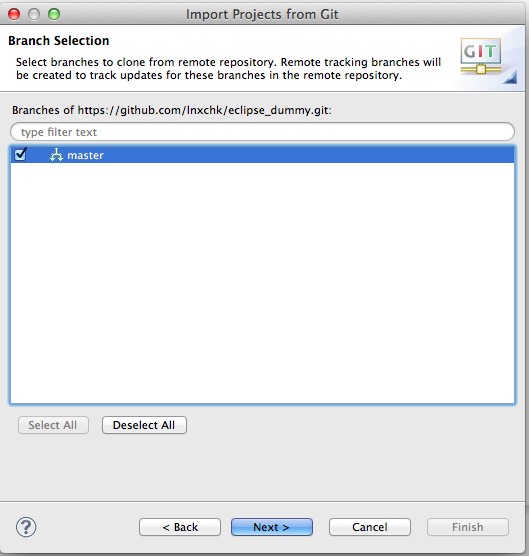 Import Projects from Git
Branch Selection
Select branches to clone from remote repository. Remote tracking branches will
be created to track updates for these branches in the remote repository.
GIT
Branches of https://github.com/lnxchk/eclipse_dummy.git:
type filter text
master
Select All
Deselect All
?
< Back
Next >
Cancel
Finish